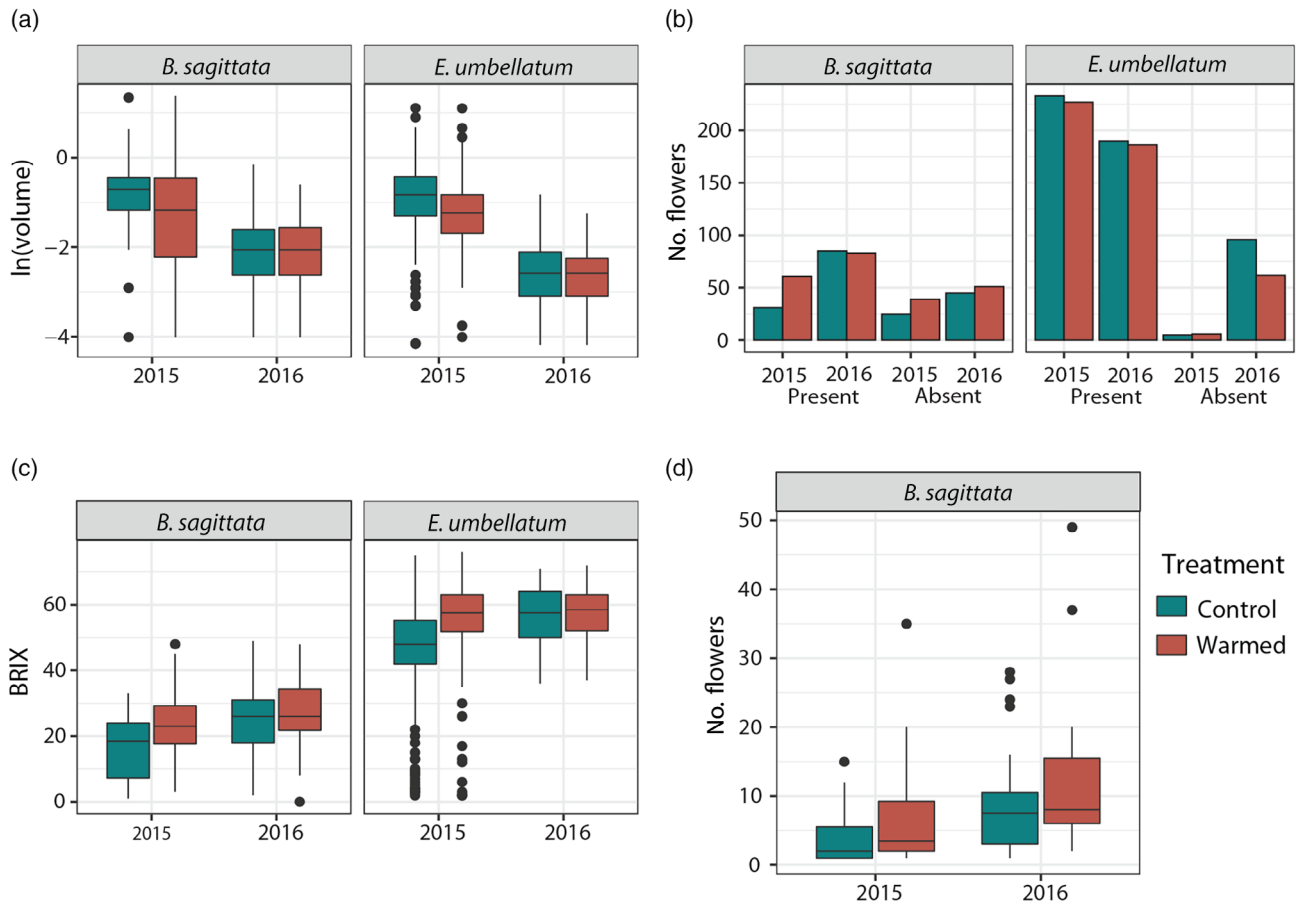 (a)
B. sagittata
E. umbellatum
ln(volume)
0
−2
−4
2015
2016
2015
2016
(b)
B. sagittata
E. umbellatum
No. flowers
200
150
100
50
0
2015 2016 2015 2016
Present Absent
2015 2016 2015 2016
Present Absent
(c)
B. sagittata
E. umbellatum
BRIX
60
40
20
0
2015
2016
2015
2016
(d)
B. sagittata
No. flowers
50
40
30
20
10
0
2015
2016
Treatment
Control
Warmed